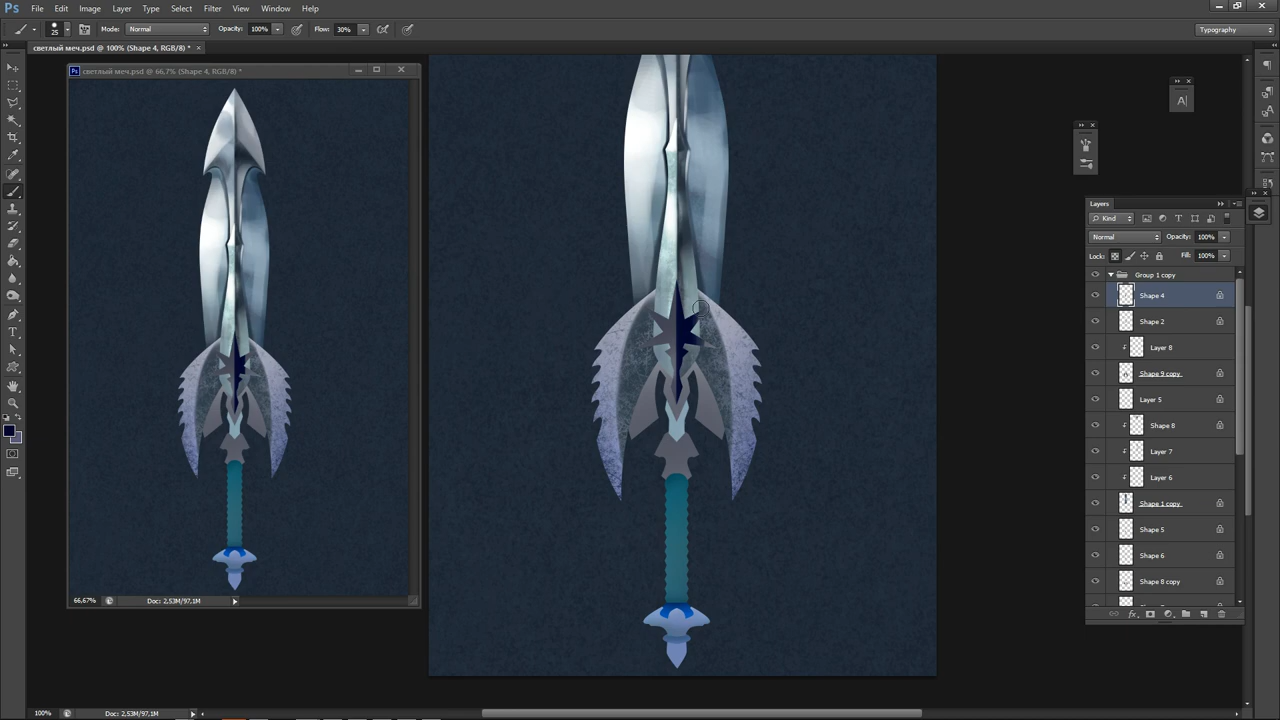 Ps File Edit Image Layer Type Select Filter View Window Help
25 Mode: Normal Opacity: 100% Flow: 30% Typography
светлый меч.psd @ 100% (Shape 4, RGB/8) * ×
Ps светлый меч.psd @ 66,7% (Shape 4, RGB/8) *
A
Layers
Kind
Normal Opacity: 100%
Lock: Fill: 100%
Group 1 copy
Shape 4
Shape 2
Layer 8
Shape 9 copy
Layer 5
Shape 8
Layer 7
Layer 6
Shape 1 copy
Shape 5
Shape 6
Shape 8 copy
fx
66,67% Doc: 2,53M/97,1M
100% Doc: 2,53M/97,1M